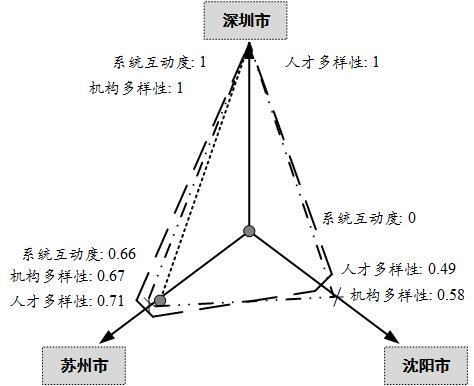 深圳市
系统互动度: 1
人才多样性: 1
机构多样性: 1
系统互动度: 0
系统互动度: 0.66
机构多样性: 0.67
人才多样性: 0.71
人才多样性: 0.49
机构多样性: 0.58
苏州市
沈阳市